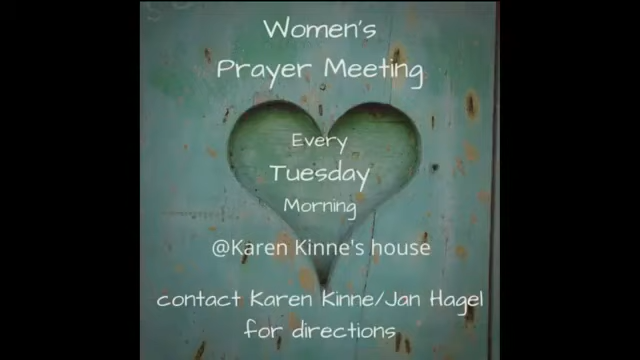 Women's
Prayer Meeting
Every
Tuesday
Morning
@Karen Kinne's house
contact Karen Kinne/Jan Hagel
for directions